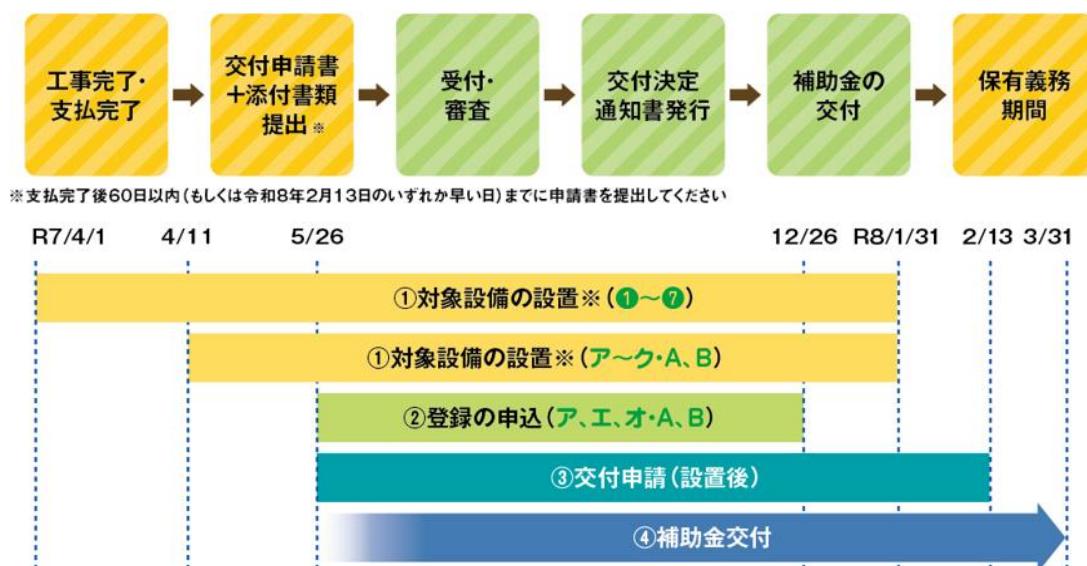 工事完了・
支払完了
交付申請書
+添付書類
提出※
受付・
審査
交付決定
通知書発行
補助金の
交付
保有義務
期間
※支払完了後60日以内(もしくは令和8年2月13日のいずれか早い日)までに申請書を提出してください
R7/4/1 4/11 5/26 12/26 R8/1/31 2/13 3/31
①対象設備の設置※(❶〜❼)
①対象設備の設置※(ア〜ク・A、B)
②登録の申込(ア、エ、オ・A、B)
③交付申請(設置後)
④補助金交付